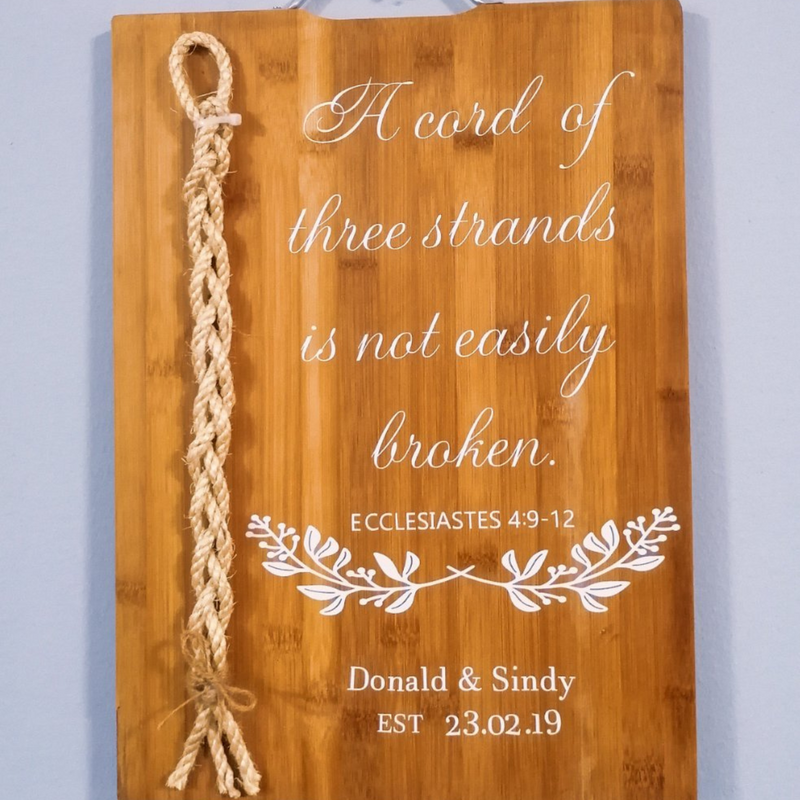 A cord of
three strands
is not easily
broken.
ECCLESIASTES 4:9-12
Donald & Sindy
EST 23.02.19